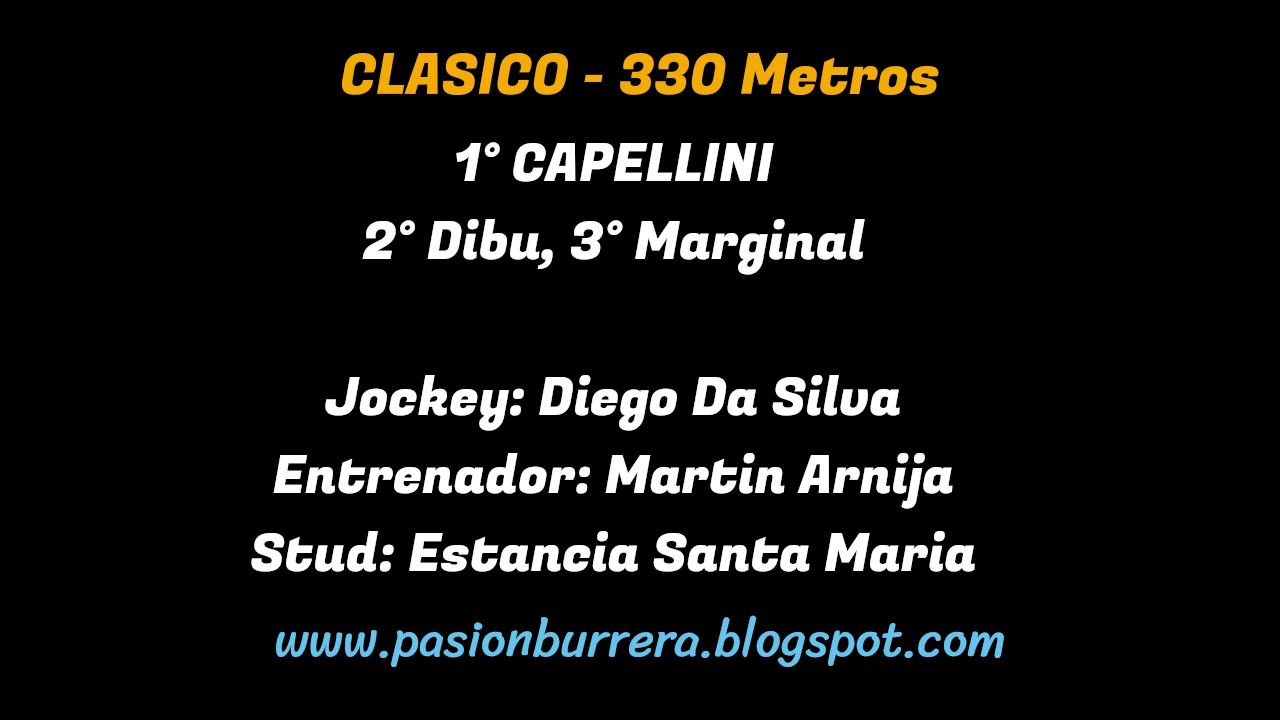 CLASICO - 330 Metros
1° CAPELLINI
2° Dibu, 3° Marginal
Jockey: Diego Da Silva
Entrenador: Martin Arnija
Stud: Estancia Santa Maria
www.pasionburrera.blogspot.com